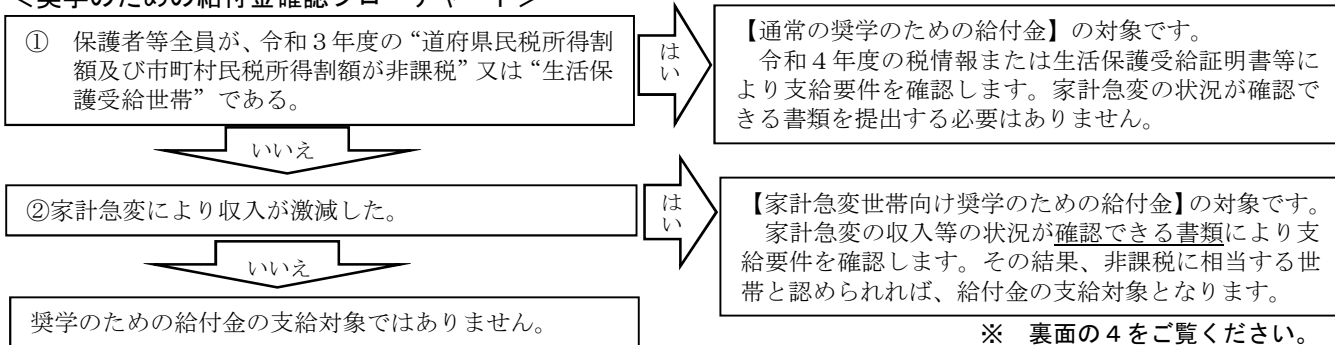 ＜奨学のための給付金確認フローチャート＞
①　保護者等全員が、令和３年度の“道府県民税所得割
額及び市町村民税所得割額が非課税”又は“生活保
護受給世帯”である。
はい
【通常の奨学のための給付金】の対象です。
令和４年度の税情報または生活保護受給証明書等に
より支給要件を確認します。家計急変の状況が確認で
きる書類を提出する必要はありません。
いいえ
②家計急変により収入が激減した。
はい
【家計急変世帯向け奨学のための給付金】の対象です。
家計急変の収入等の状況が確認できる書類により支
給要件を確認します。その結果、非課税に相当する世
帯と認められれば、給付金の支給対象となります。
いいえ
奨学のための給付金の支給対象ではありません。
※　裏面の４をご覧ください。